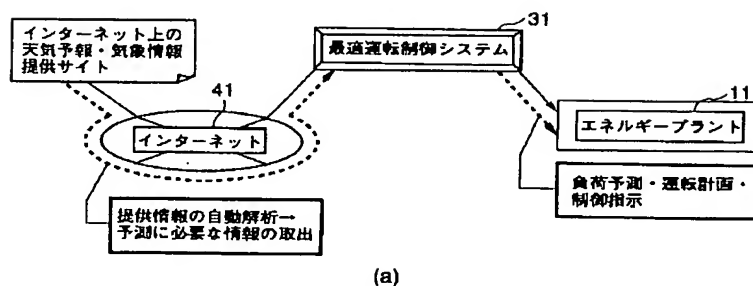 インターネット上の
天気予報・気象情報
提供サイト
31
最適運転制御システム
41
インターネット
11
エネルギープラント
負荷予測・運転計画・
制御指示
提供情報の自動解析→
予測に必要な情報の取出
(a)